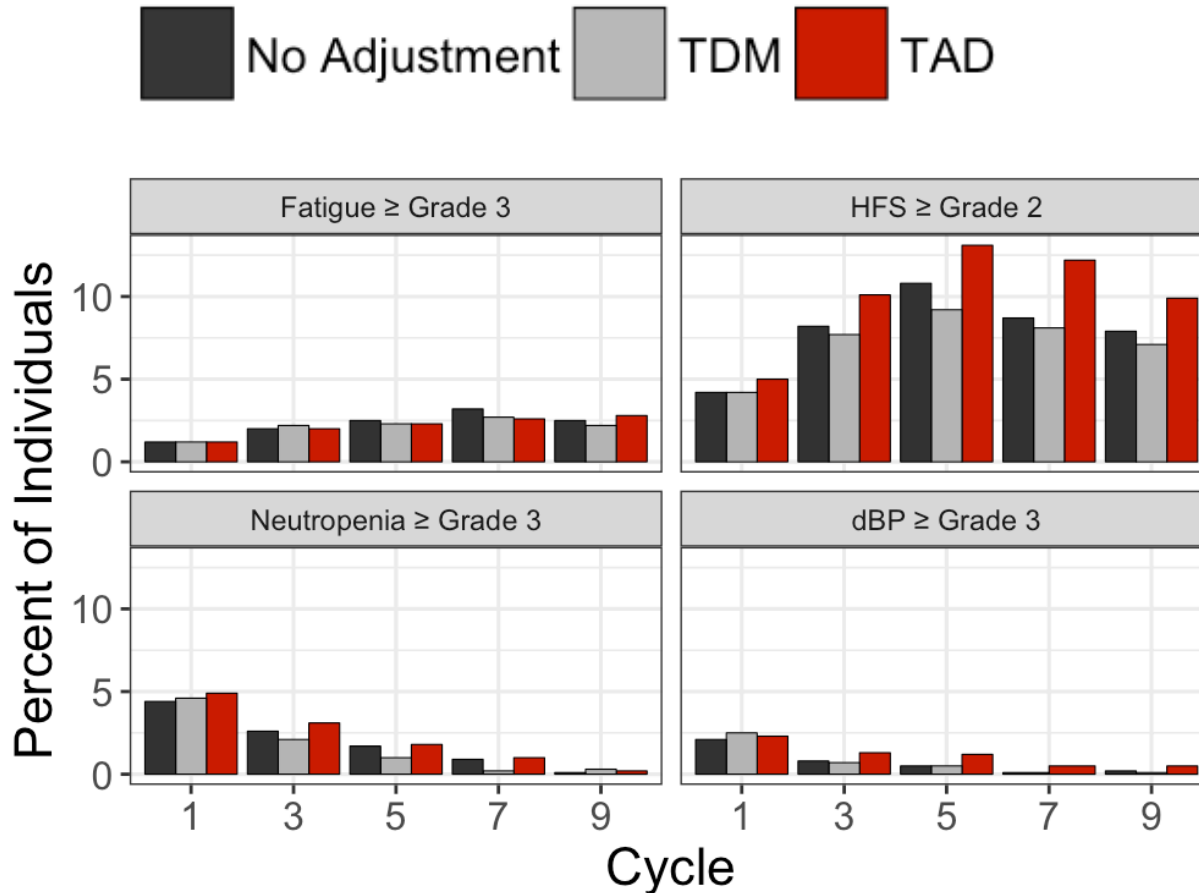 No Adjustment TDM TAD
Fatigue ≥ Grade 3 HFS ≥ Grade 2
10
5
0
Neutropenia ≥ Grade 3 dBP ≥ Grade 3
10
5
0
1 3 5 7 9 1 3 5 7 9
Cycle
Percent of Individuals